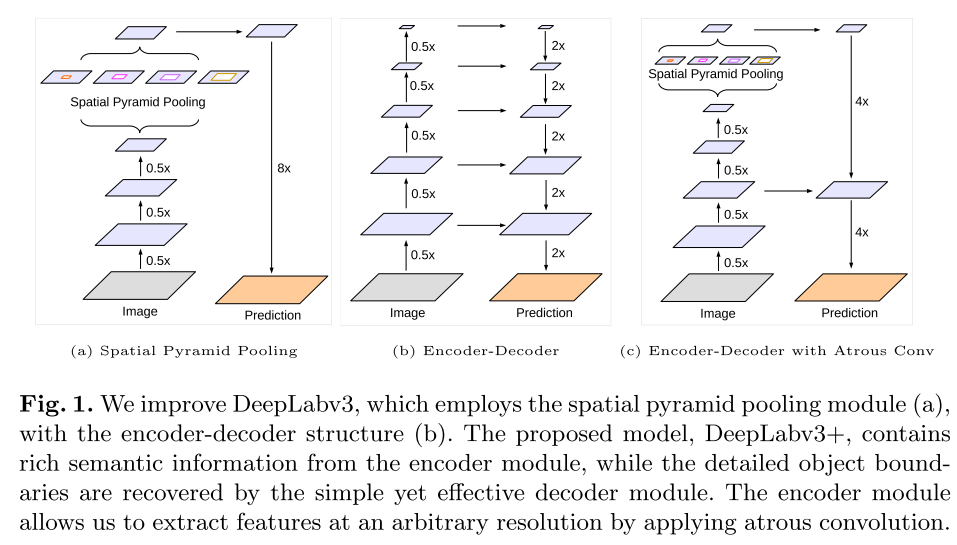 Spatial Pyramid Pooling
0.5x
0.5x
0.5x
8x
Image
Prediction
(a) Spatial Pyramid Pooling
0.5x
0.5x
0.5x
0.5x
0.5x
2x
2x
2x
2x
2x
Image
Prediction
(b) Encoder-Decoder
Spatial Pyramid Pooling
0.5x
0.5x
0.5x
0.5x
4x
4x
Image
Prediction
(c) Encoder-Decoder with Atrous Conv
Fig. 1. We improve DeepLabv3, which employs the spatial pyramid pooling module (a),
with the encoder-decoder structure (b). The proposed model, DeepLabv3+, contains
rich semantic information from the encoder module, while the detailed object bound-
aries are recovered by the simple yet effective decoder module. The encoder module
allows us to extract features at an arbitrary resolution by applying atrous convolution.